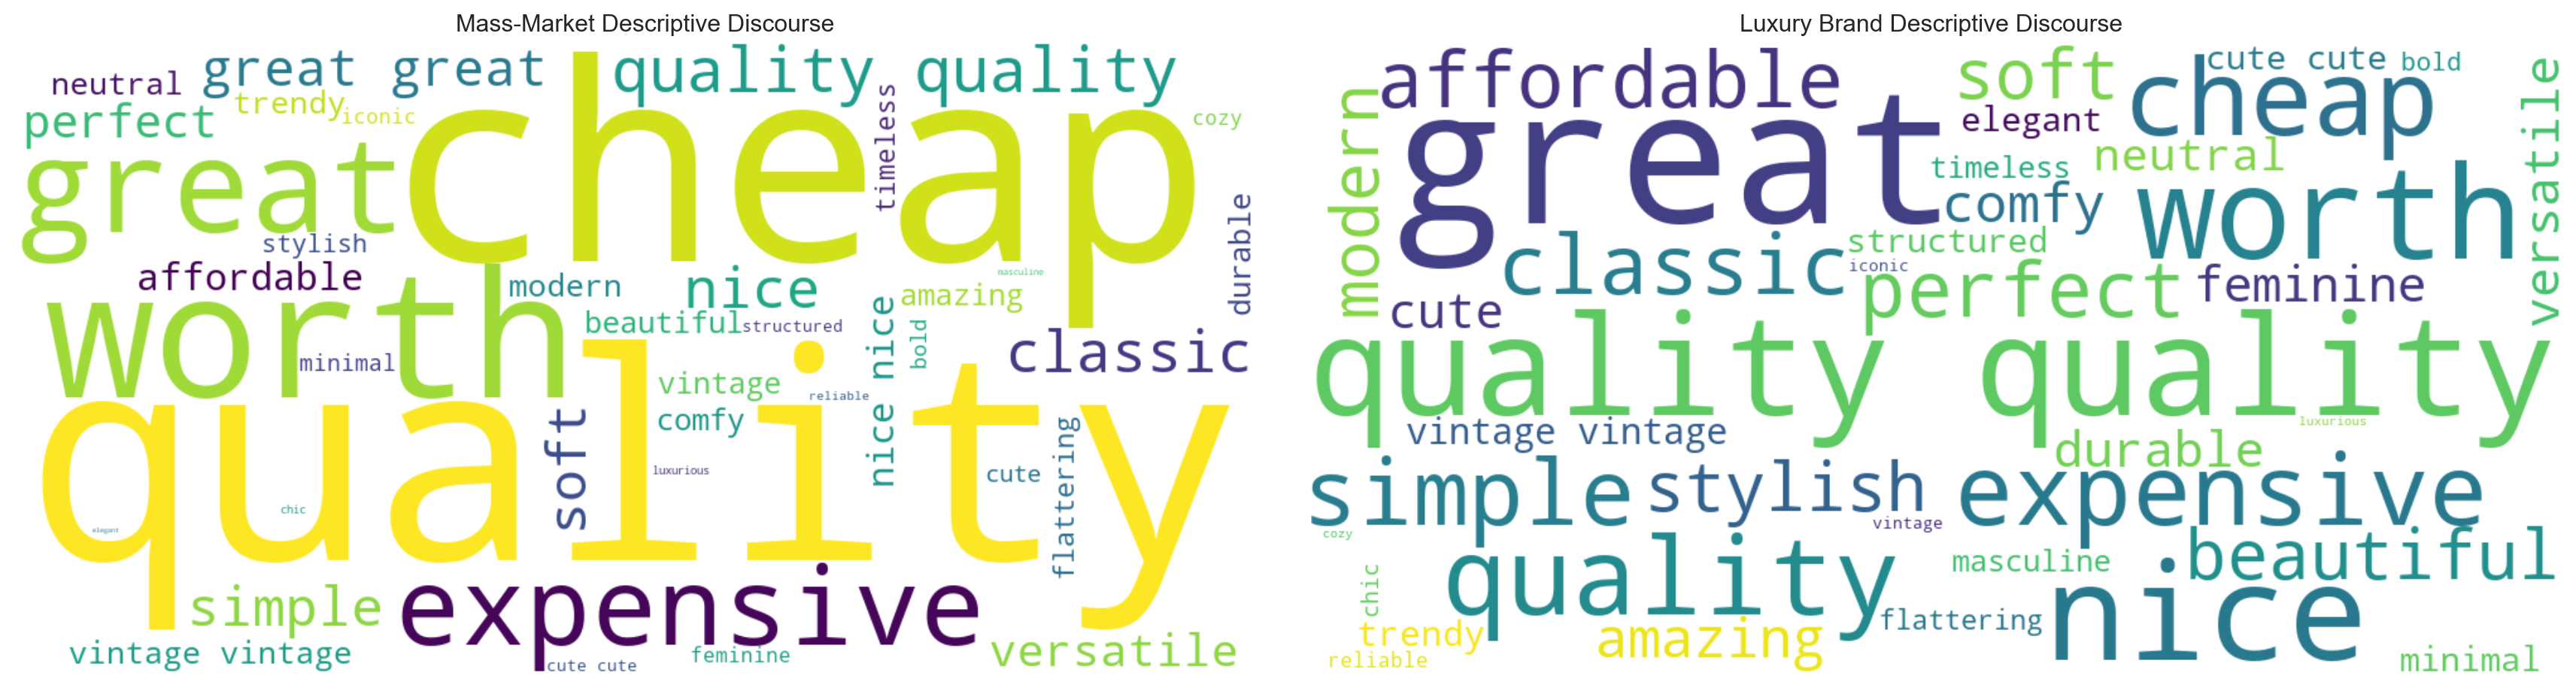 Mass-Market Descriptive Discourse
neutral
great great
quality quality
perfect
trendy
iconic
cheap
timeless
cozy
great
stylish
affordable
durable
masculine
modern
nice
amazing
worth
beautiful
structured
nice nice
bold
classic
minimal
vintage
reliable
quality
soft
comfy
luxurious
cute
flattering
chic
elegant
simple
expensive
vintage vintage
cute cute
feminine
versatile
Luxury Brand Descriptive Discourse
affordable
soft
cute cute
bold
cheap
modern
great
elegant
versatile
timeless
neutral
comfy
worth
classic
structured
iconic
cute
perfect
feminine
quality quality
vintage vintage
luxurious
durable
simple
stylish
expensive
vintage
cozy
quality
masculine
beautiful
chic
trendy
amazing
flattering
nice
reliable
minimal